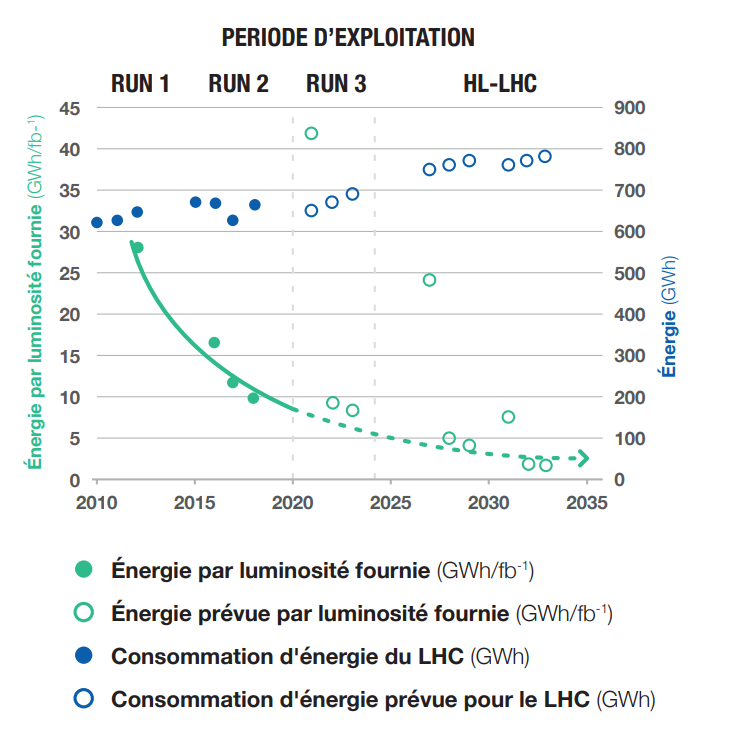 PERIODE D’EXPLOITATION
RUN 1 RUN 2 RUN 3 HL-LHC
Énergie par luminosité fournie (GWh/fb-¹)
45 900
40 800
35 700
30 600
25 500
20 400
15 300
10 200
5 100
0 0
Énergie (GWh)
2010 2015 2020 2025 2030 2035
Énergie par luminosité fournie (GWh/fb-¹)
Énergie prévue par luminosité fournie (GWh/fb-¹)
Consommation d'énergie du LHC (GWh)
Consommation d'énergie prévue pour le LHC (GWh)